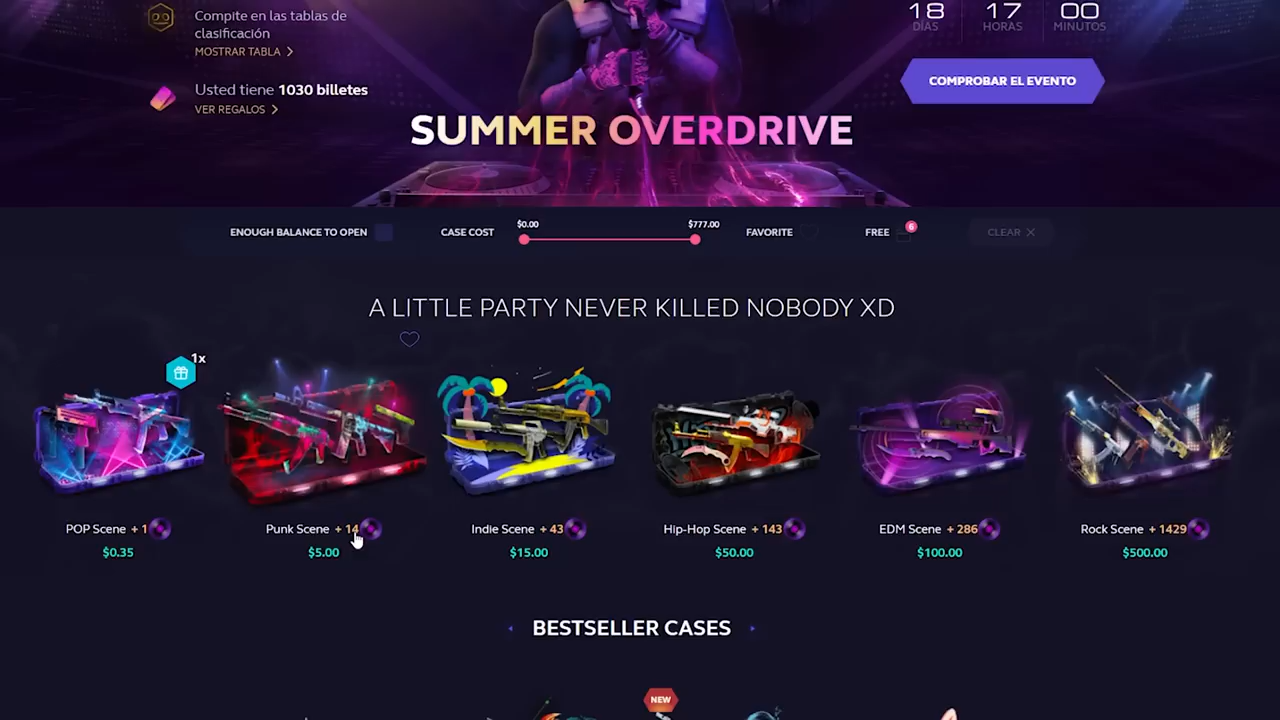 Compite en las tablas de
clasificación
MOSTRAR TABLA >
Usted tiene 1030 billetes
VER REGALOS >
18 17 00
DÍAS HORAS MINUTOS
COMPROBAR EL EVENTO
SUMMER OVERDRIVE
ENOUGH BALANCE TO OPEN CASE COST $0.00 $777.00 FAVORITE FREE 6 CLEAR X
A LITTLE PARTY NEVER KILLED NOBODY XD
1x
POP Scene + 1
$0.35
Punk Scene + 14
$5.00
Indie Scene + 43
$15.00
Hip-Hop Scene + 143
$50.00
EDM Scene + 286
$100.00
Rock Scene + 1429
$500.00
BESTSELLER CASES
NEW